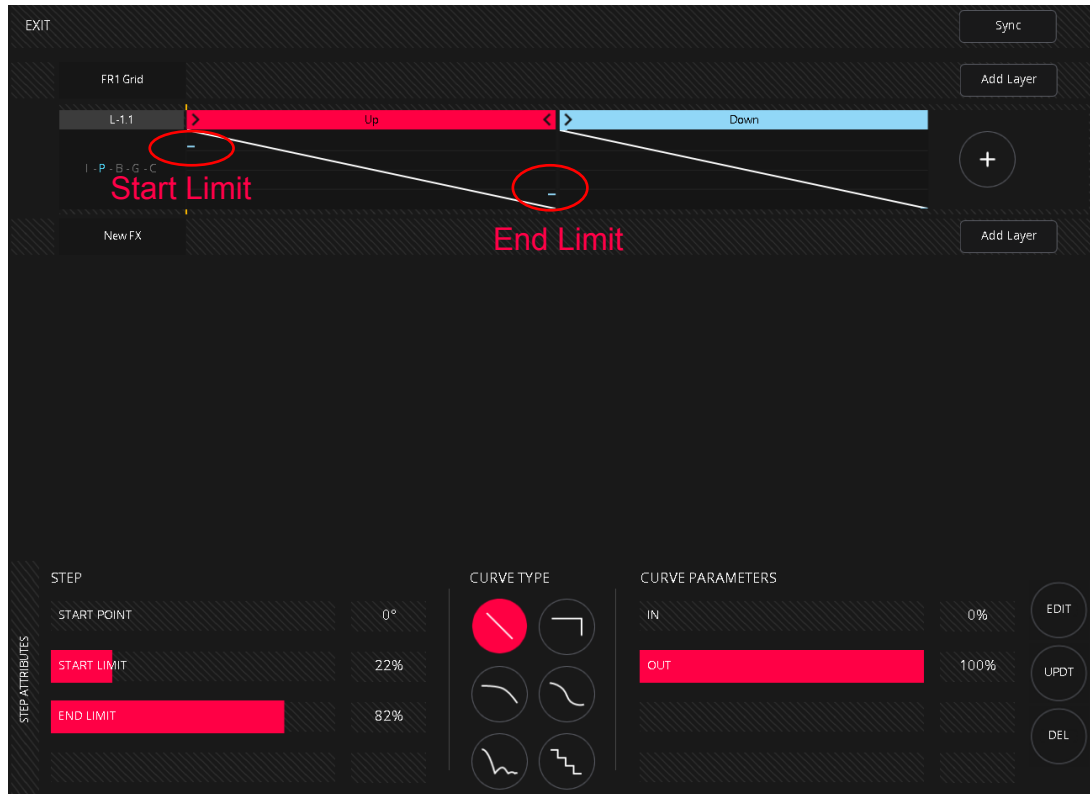 EXIT
Sync
FR1 Grid
Add Layer
L-1.1
Up
Down
I - P - B - G - C
+
Start Limit
New FX
End Limit
Add Layer
STEP ATTRIBUTES
STEP
START POINT 0°
START LIMIT 22%
END LIMIT 82%
CURVE TYPE
CURVE PARAMETERS
IN 0%
OUT 100%
EDIT
UPDT
DEL